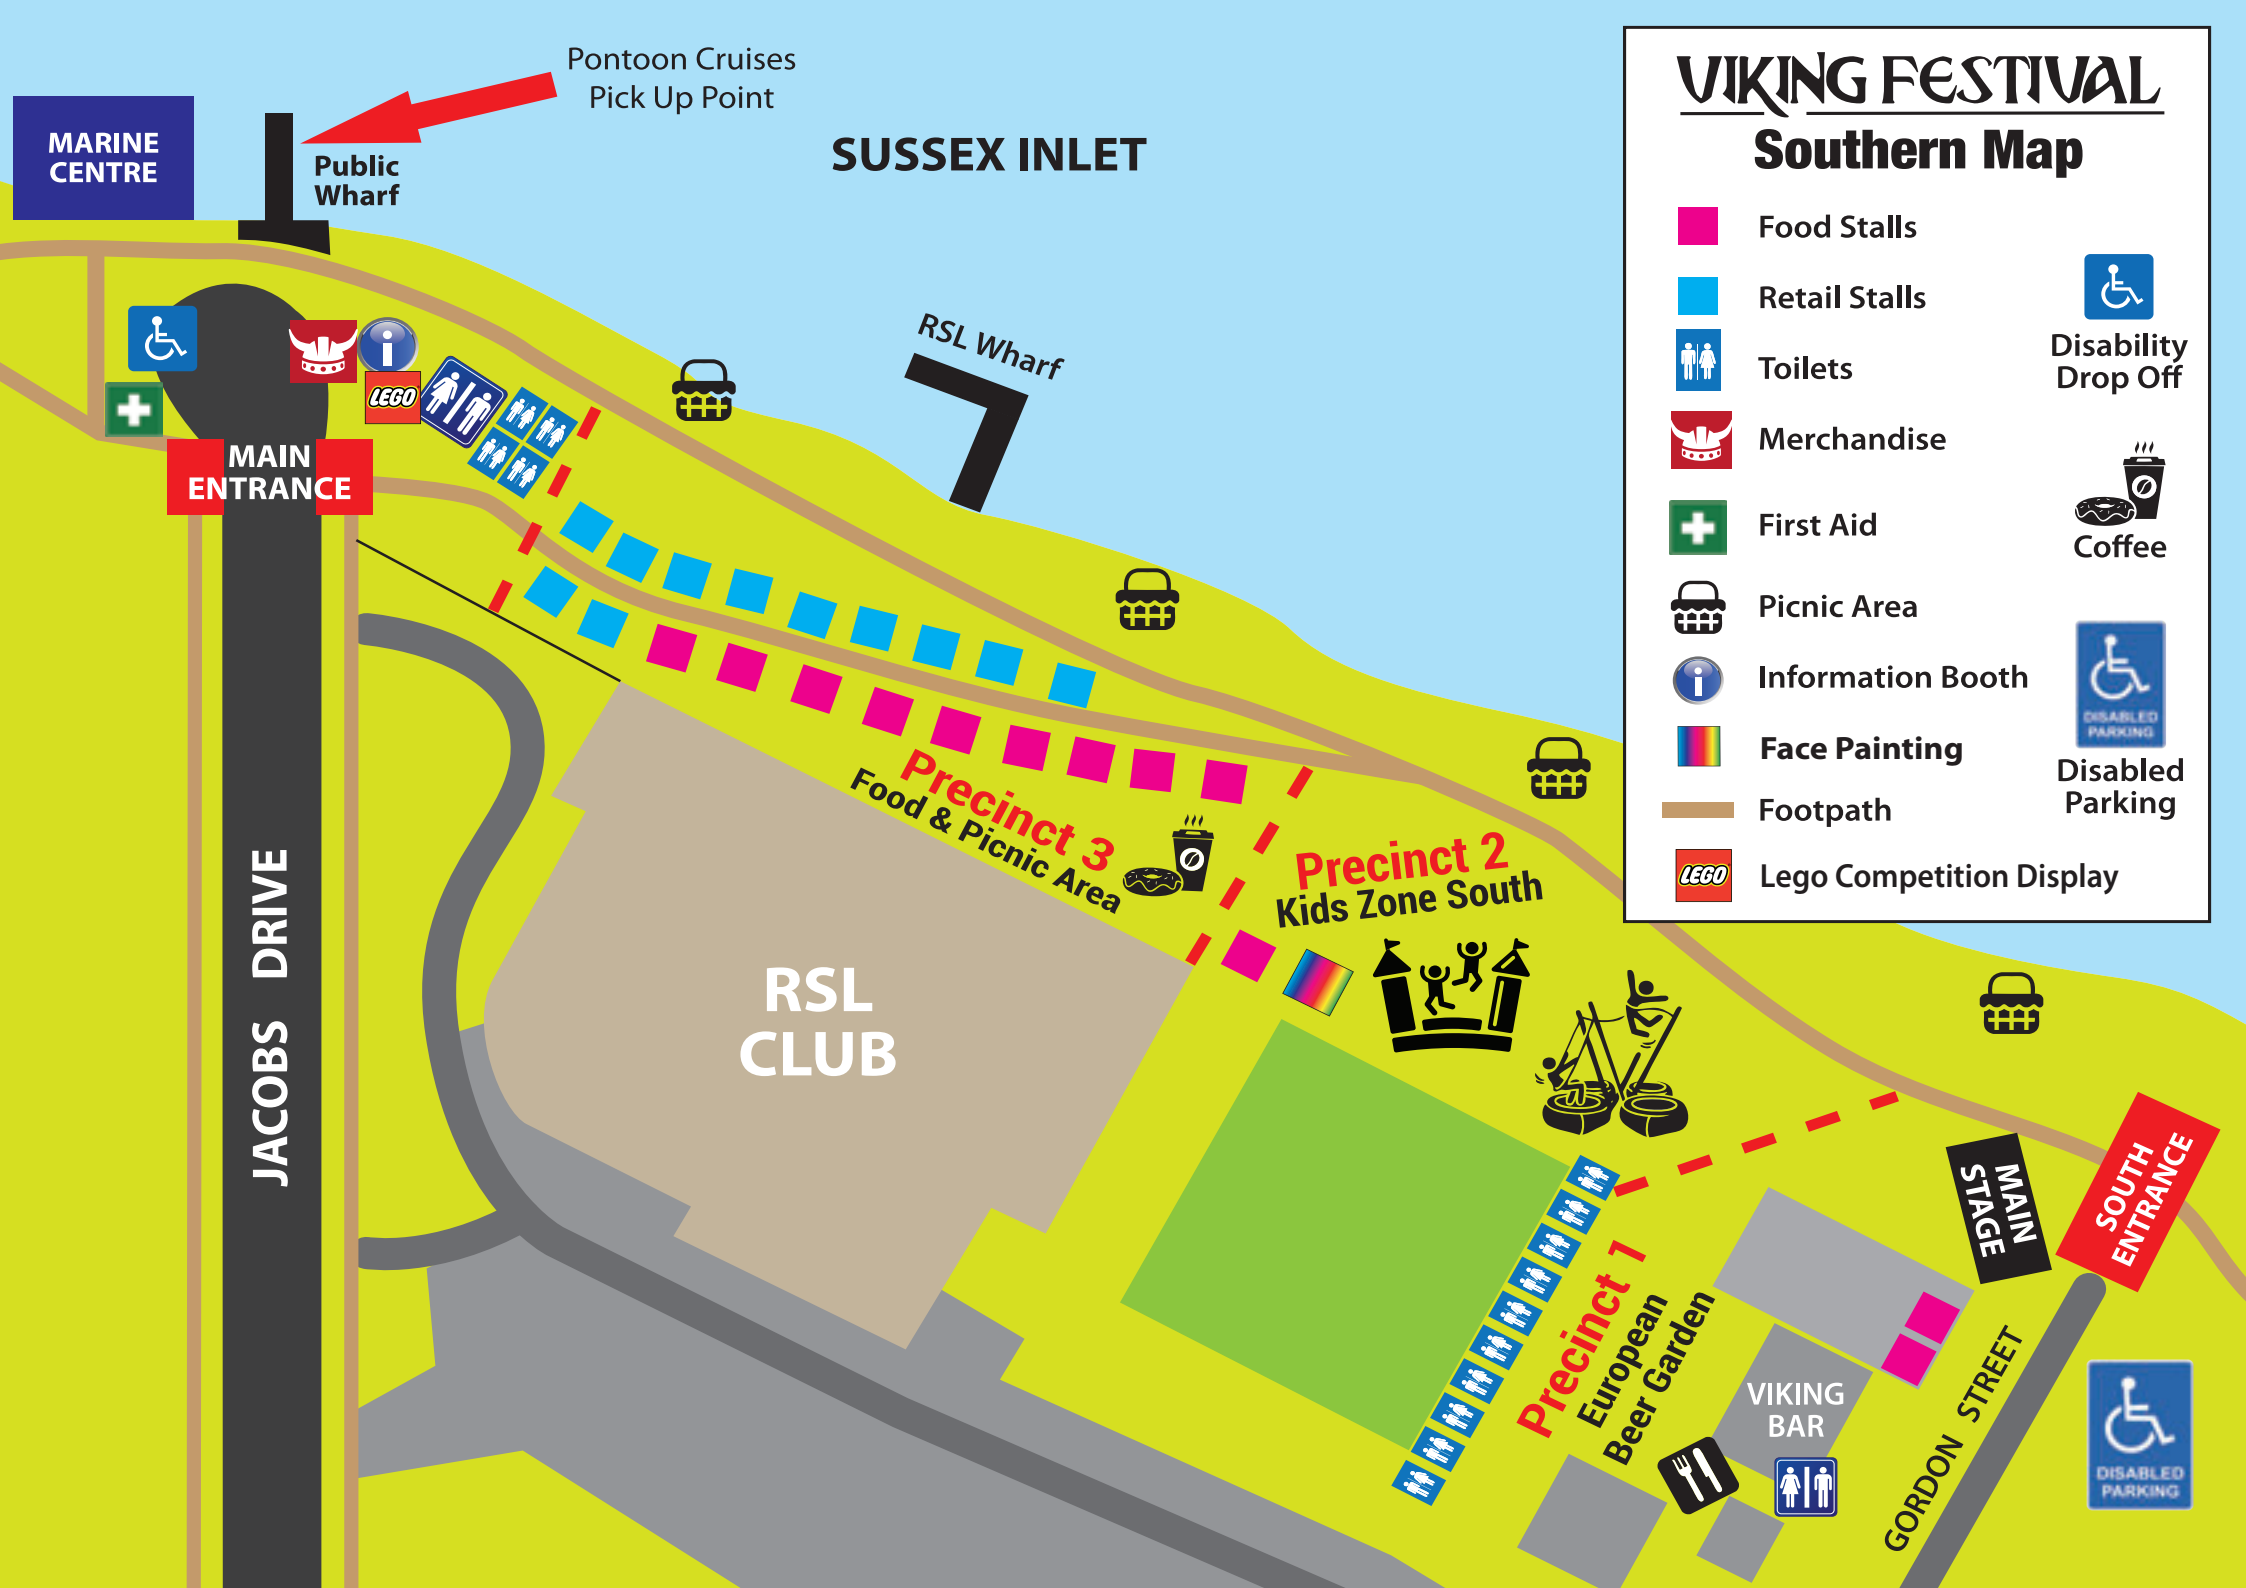 Pontoon Cruises
Pick Up Point
MARINE
CENTRE
Public
Wharf
SUSSEX INLET
RSL Wharf
VIKING FESTIVAL
Southern Map
Food Stalls
Retail Stalls
Toilets
Merchandise
First Aid
Picnic Area
Information Booth
Face Painting
Footpath
LEGO
Lego Competition Display
Disability
Drop Off
Coffee
DISABLED
PARKING
Disabled
Parking
i
i
LEGO
MAIN
ENTRANCE
JACOBS DRIVE
Precinct 3
Food & Picnic Area
Precinct 2
Kids Zone South
RSL
CLUB
MAIN
STAGE
SOUTH
ENTRANCE
Precinct 1
European
Beer Garden
VIKING
BAR
GORDON STREET
DISABLED
PARKING